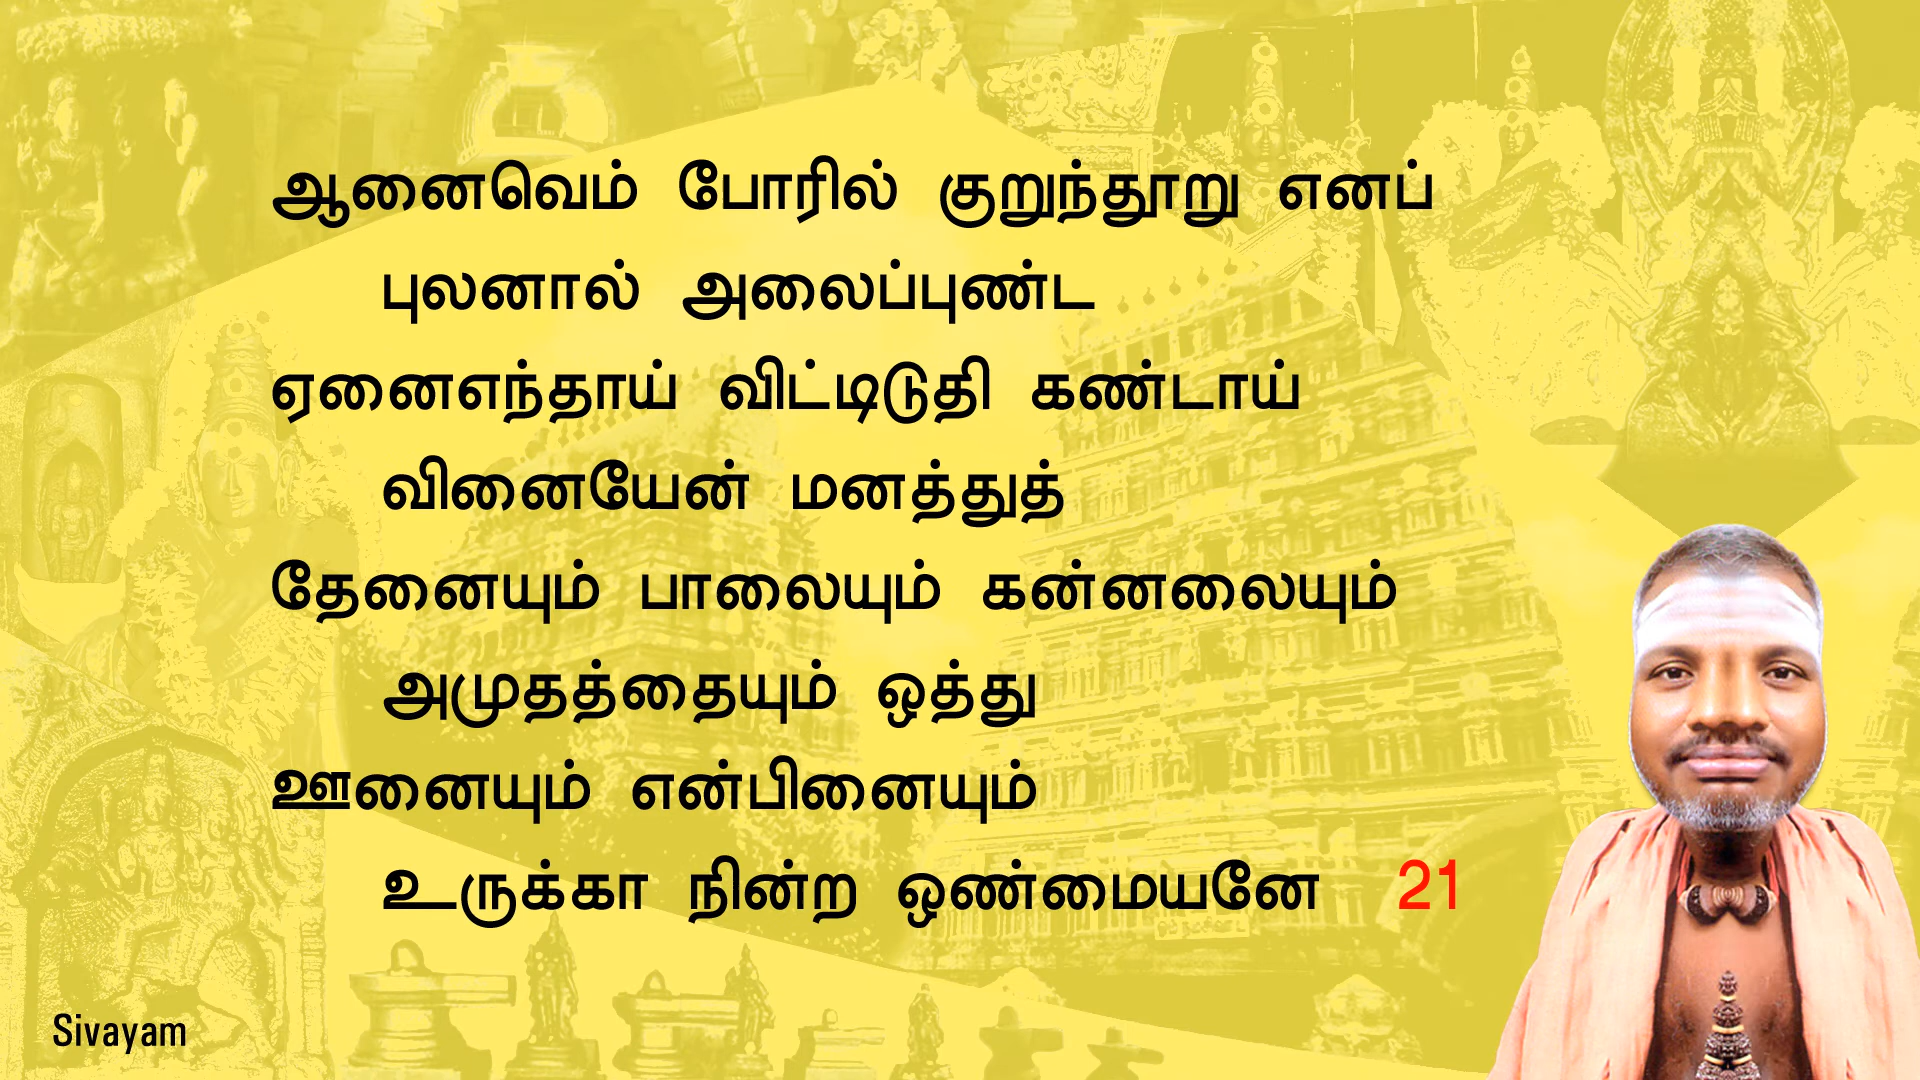 ஆனைவெம் போரில் குறுந்தூறு எனப்
புலனால் அலைப்புண்ட
ஏனைஎந்தாய் விட்டிடுதி கண்டாய்
வினையேன் மனத்துத்
தேனையும் பாலையும் கன்னலையும்
அமுதத்தையும் ஒத்து
ஊனையும் என்பினையும்
உருக்கா நின்ற ஒண்மையனே 21
Sivayam